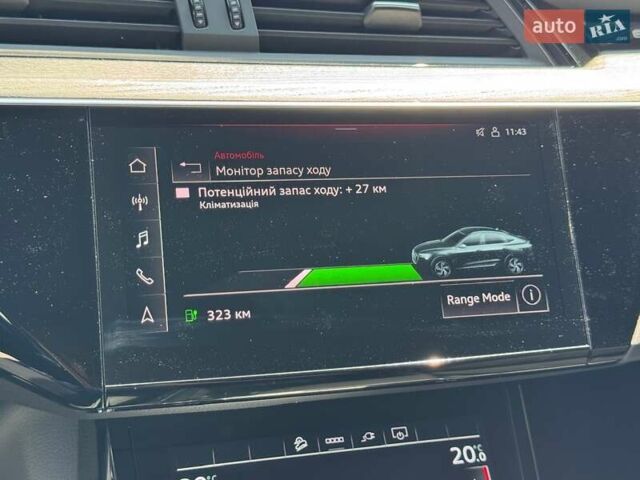 auto RIA.com
11:43
Автомобіль
Монітор запасу ходу
Потенційний запас ходу: + 27 км
Кліматизація
Range Mode
323 км
20.0 °C